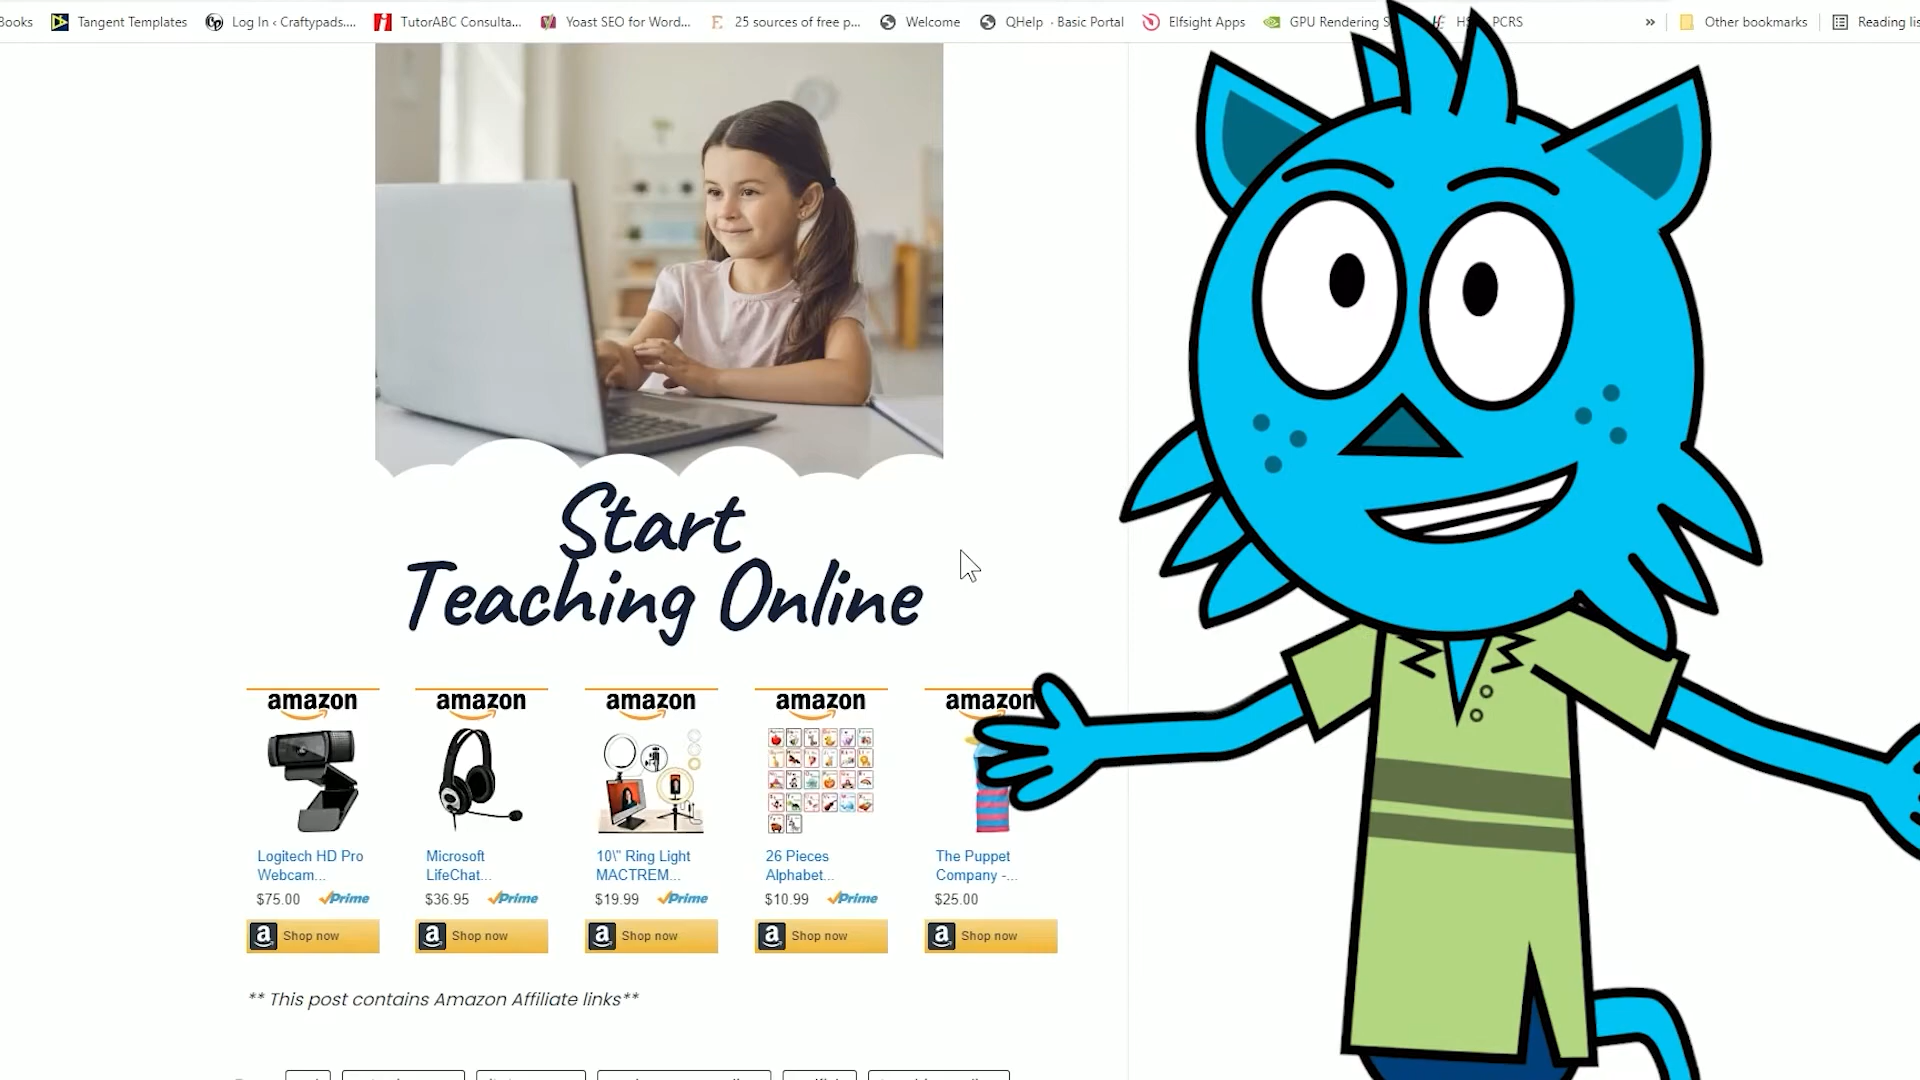 ooks Tangent Templates Log In ‹ Craftypads.... TutorABC Consulta... Yoast SEO for Word... 25 sources of free p... Welcome QHelp · Basic Portal Elfsight Apps GPU Rendering S PCRS » Other bookmarks Reading lis
Start
Teaching Online
amazon amazon amazon amazon amazon
Logitech HD Pro Microsoft 10\" Ring Light 26 Pieces The Puppet
Webcam... LifeChat... MACTREM... Alphabet... Company -...
$75.00 Prime $36.95 Prime $19.99 Prime $10.99 Prime $25.00
a Shop now a Shop now a Shop now a Shop now a Shop now
** This post contains Amazon Affiliate links**